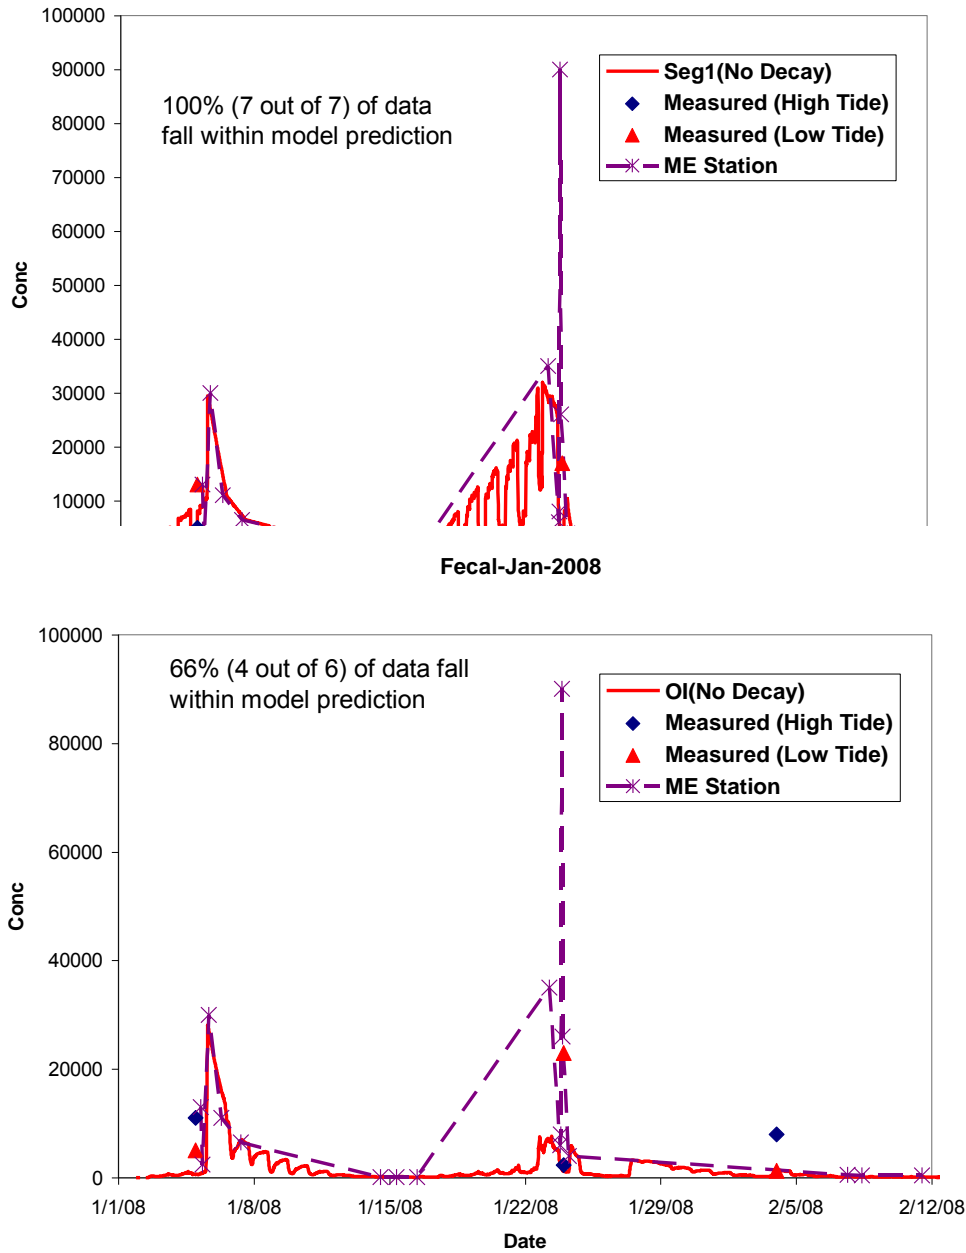 100000
90000
80000
70000
60000
50000
40000
30000
20000
10000
Conc
100% (7 out of 7) of data
fall within model prediction
Seg1(No Decay)
Measured (High Tide)
Measured (Low Tide)
ME Station
Fecal-Jan-2008
100000
80000
60000
40000
20000
0
Conc
66% (4 out of 6) of data fall
within model prediction
OI(No Decay)
Measured (High Tide)
Measured (Low Tide)
ME Station
1/1/08 1/8/08 1/15/08 1/22/08 1/29/08 2/5/08 2/12/08
Date